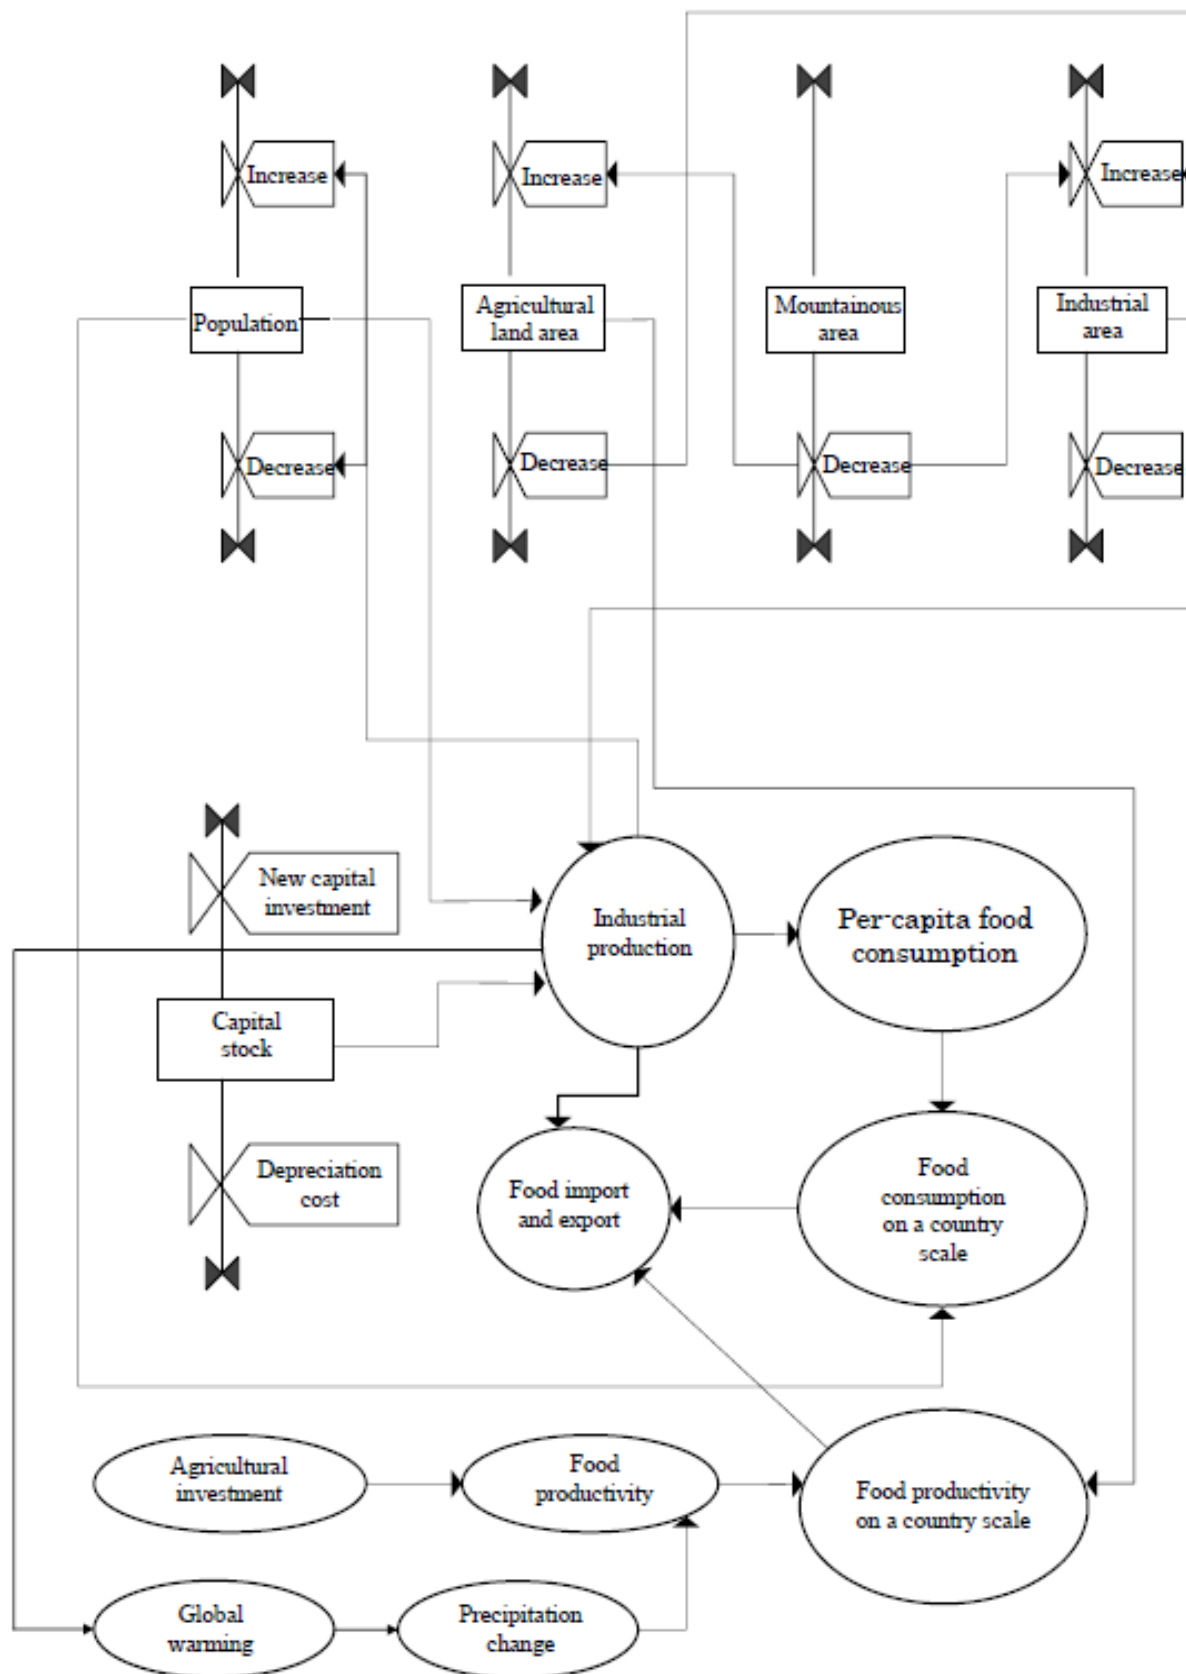 Increase
Increase
Increase
Population
Agricultural
land area
Mountainous
area
Industrial
area
Decrease
Decrease
Decrease
Decrease
New capital
investment
Industrial
production
Per-capita food
consumption
Capital
stock
Depreciation
cost
Food import
and export
Food
consumption
on a country
scale
Agricultural
investment
Food
productivity
Food productivity
on a country scale
Global
warming
Precipitation
change